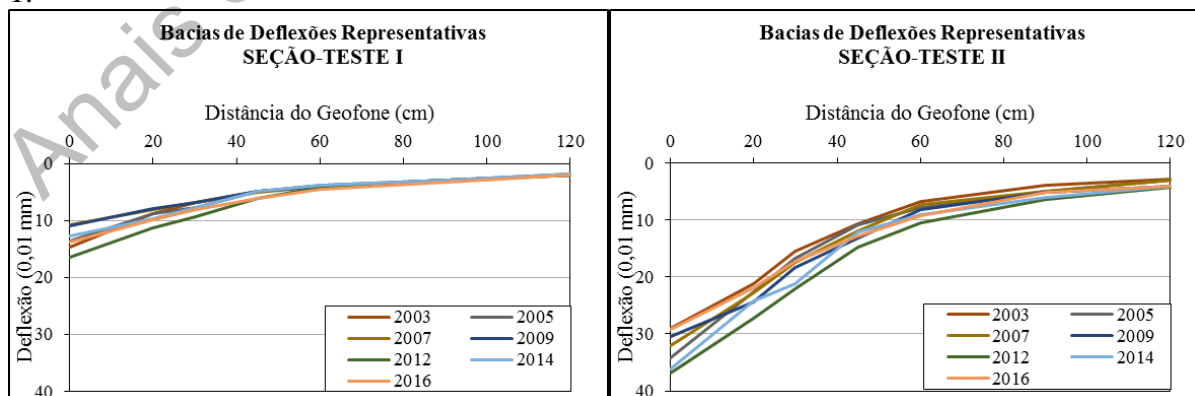 1.
Anais
Bacias de Deflexões Representativas
SEÇÃO-TESTE I
Distância do Geofone (cm)
0 20 40 60 80 100 120
0
10
20
30
40
Deflexão (0,01 mm)
2003 2005
2007 2009
2012 2014
2016
Bacias de Deflexões Representativas
SEÇÃO-TESTE II
Distância do Geofone (cm)
0 20 40 60 80 100 120
0
10
20
30
40
Deflexão (0,01 mm)
2003 2005
2007 2009
2012 2014
2016